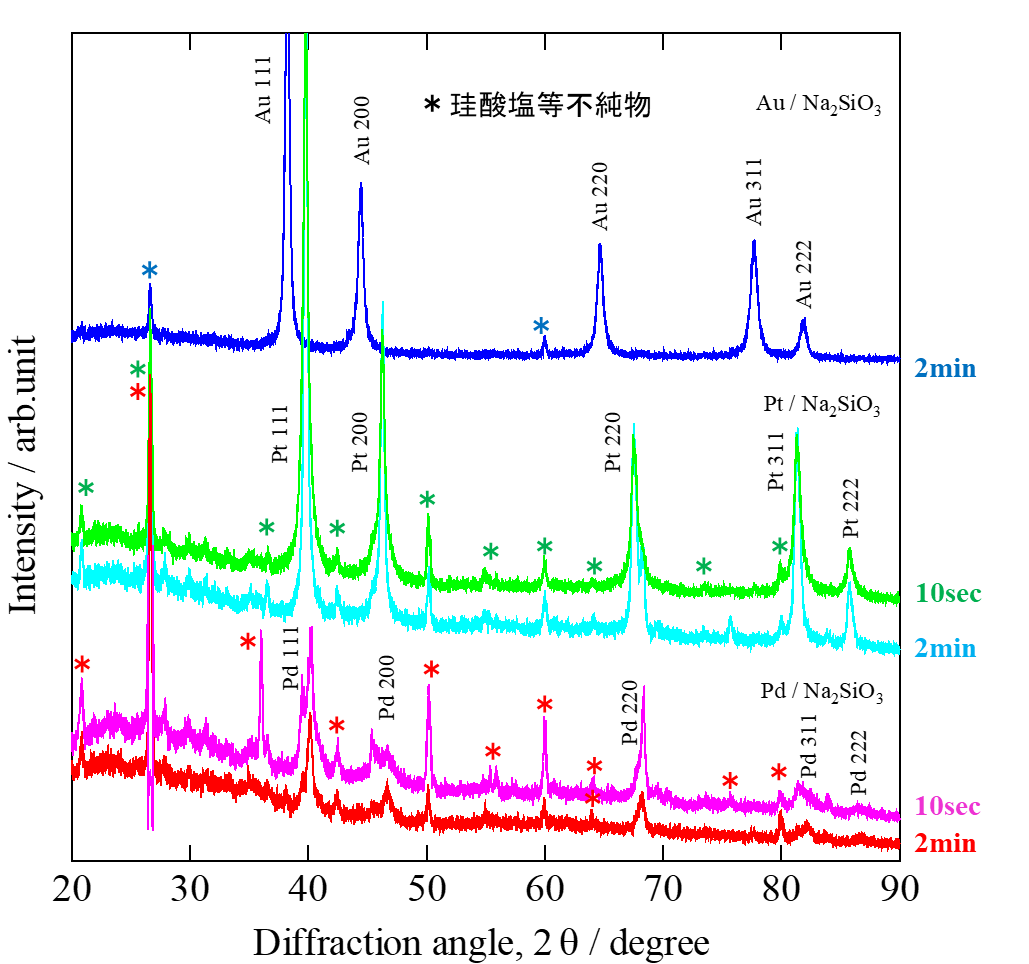 Au 111
Au 200
* 珪酸塩等不純物
Au / Na₂SiO₃
Au 220
Au 311
Au 222
2min
Pt / Na₂SiO₃
Pt 111
Pt 200
Pt 220
Pt 311
Pt 222
10sec
2min
Pd / Na₂SiO₃
Pd 111
Pd 200
Pd 220
Pd 311
Pd 222
10sec
2min
Intensity / arb.unit
20 30 40 50 60 70 80 90
Diffraction angle, 2 θ / degree